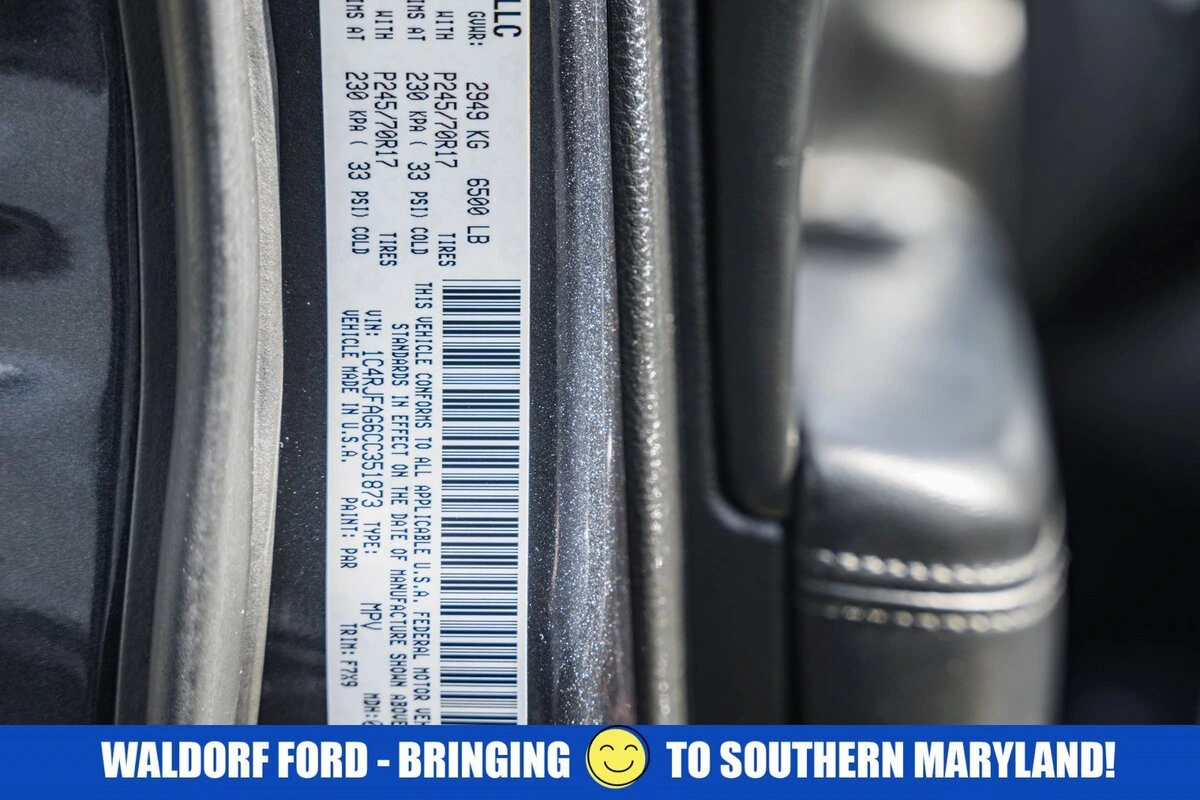 LLC
GVWR: 2949 KG 6500 LB
WITH P245/70R17 TIRES
IMS AT 230 KPA ( 33 PSI) COLD
WITH P245/70R17 TIRES
IMS AT 230 KPA ( 33 PSI) COLD
THIS VEHICLE CONFORMS TO ALL APPLICABLE U.S.A. FEDERAL MOTOR VEH
STANDARDS IN EFFECT ON THE DATE OF MANUFACTURE SHOWN ABOVE
VIN: 1C4RJFAG6CC351873 TYPE: MPV MDH:
VEHICLE MADE IN U.S.A. PAINT: PAR TRIM: F7X9
WALDORF FORD - BRINGING TO SOUTHERN MARYLAND!